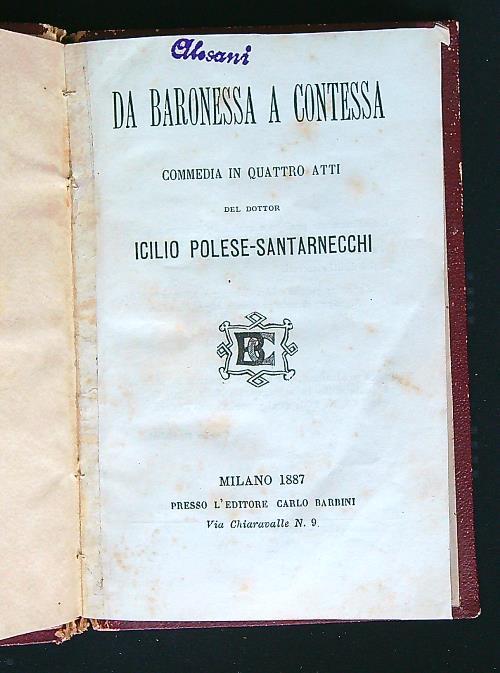 Alesani
DA BARONESSA A CONTESSA
COMMEDIA IN QUATTRO ATTI
DEL DOTTOR
ICILIO POLESE-SANTARNECCHI
MILANO 1887
PRESSO L'EDITORE CARLO BARBINI
Via Chiaravalle N. 9.